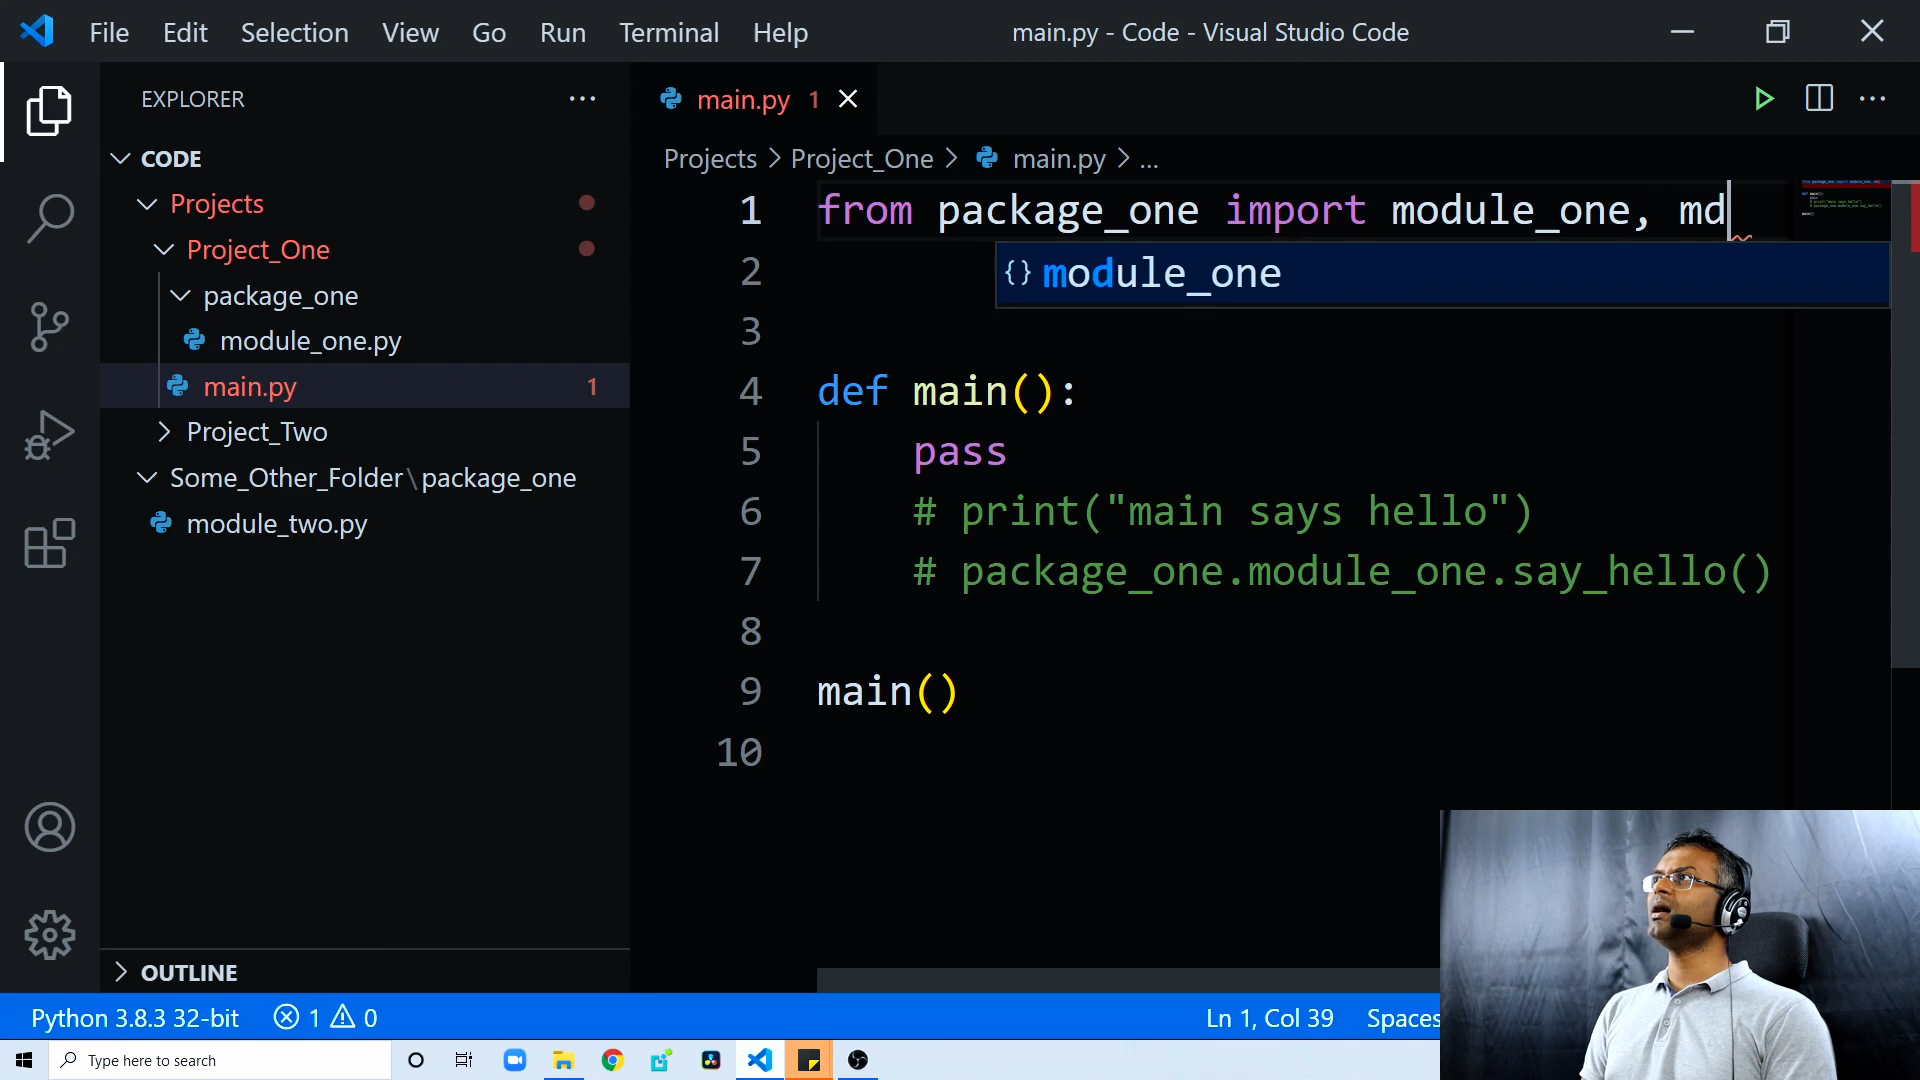 File Edit Selection View Go Run Terminal Help main.py - Code - Visual Studio Code
EXPLORER
CODE
Projects
Project_One
package_one
module_one.py
main.py 1
Project_Two
Some_Other_Folder\package_one
module_two.py
OUTLINE
main.py 1
Projects > Project_One > main.py > ...
1 from package_one import module_one, md
{} module_one
2
3
4 def main():
5 pass
6 # print("main says hello")
7 # package_one.module_one.say_hello()
8
9 main()
10
Python 3.8.3 32-bit 1 0 Ln 1, Col 39 Spaces
Type here to search